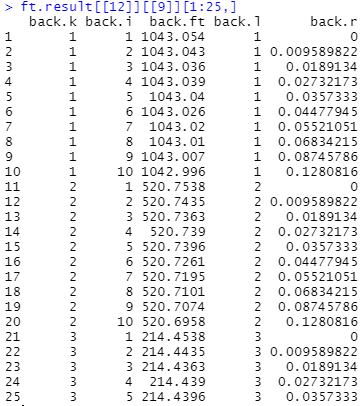 > ft.result[[12]][[9]][1:25,]
back.k back.i back.ft back.l back.r
1 1 1 1043.054 1 0
2 1 2 1043.043 1 0.009589822
3 1 3 1043.036 1 0.0189134
4 1 4 1043.039 1 0.02732173
5 1 5 1043.04 1 0.0357333
6 1 6 1043.026 1 0.04477945
7 1 7 1043.02 1 0.05521051
8 1 8 1043.01 1 0.06834215
9 1 9 1043.007 1 0.08745786
10 1 10 1042.996 1 0.1280816
11 2 1 520.7538 2 0
12 2 2 520.7435 2 0.009589822
13 2 3 520.7363 2 0.0189134
14 2 4 520.739 2 0.02732173
15 2 5 520.7396 2 0.0357333
16 2 6 520.7261 2 0.04477945
17 2 7 520.7195 2 0.05521051
18 2 8 520.7101 2 0.06834215
19 2 9 520.7074 2 0.08745786
20 2 10 520.6958 2 0.1280816
21 3 1 214.4538 3 0
22 3 2 214.4435 3 0.009589822
23 3 3 214.4363 3 0.0189134
24 3 4 214.439 3 0.02732173
25 3 5 214.4396 3 0.0357333